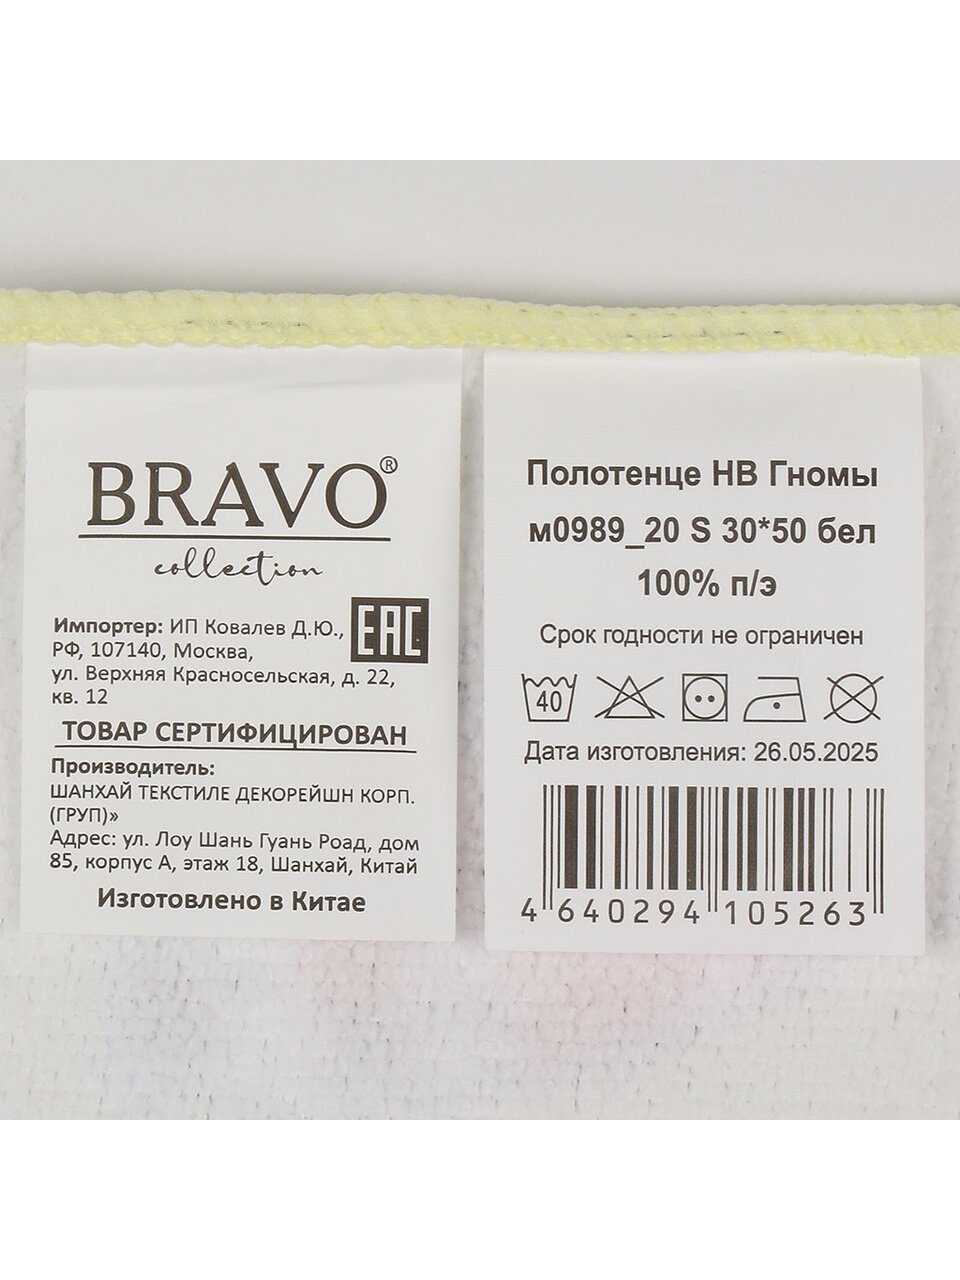 BRAVO®
collection
Импортер: ИП Ковалев Д.Ю.,
РФ, 107140, Москва,
ул. Верхняя Красносельская, д. 22,
кв. 12
EAC
ТОВАР СЕРТИФИЦИРОВАН
Производитель:
ШАНХАЙ ТЕКСТИЛЕ ДЕКОРЕЙШН КОРП.
(ГРУП)»
Адрес: ул. Лоу Шань Гуань Роад, дом
85, корпус А, этаж 18, Шанхай, Китай
Изготовлено в Китае
Полотенце НВ Гномы
м0989_20 S 30*50 бел
100% п/э
Срок годности не ограничен
40
Дата изготовления: 26.05.2025
4 640294 105263